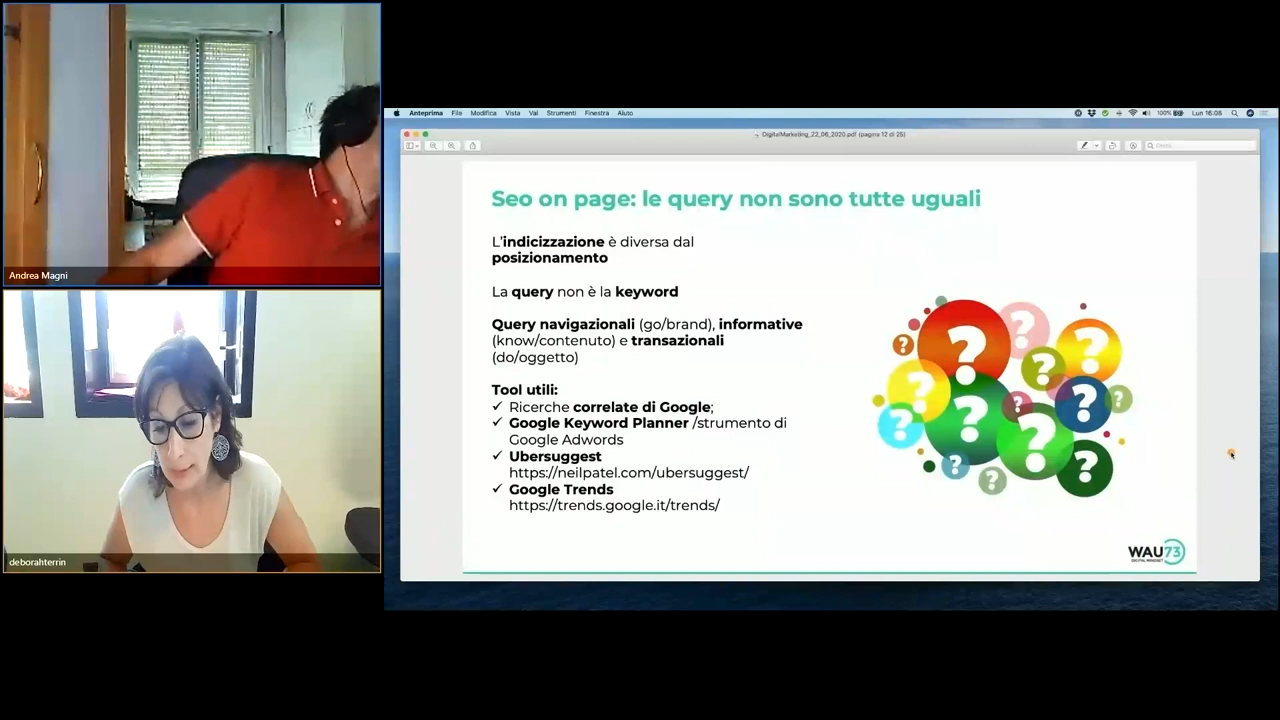 Andrea Magni
deborahterrin
Anteprima File Modifica Vista Vai Strumenti Finestra Aiuto
100% Lun 16:08
DigitalMarketing_22_06_2020.pdf (pagina 12 di 25)
Seo on page: le query non sono tutte uguali
L'indicizzazione è diversa dal
posizionamento
La query non è la keyword
Query navigazionali (go/brand), informative
(know/contenuto) e transazionali
(do/oggetto)
Tool utili:
✓ Ricerche correlate di Google;
✓ Google Keyword Planner /strumento di
Google Adwords
✓ Ubersuggest
https://neilpatel.com/ubersuggest/
✓ Google Trends
https://trends.google.it/trends/
? ? ? ? ? ? ? ? ? ? ? ? ? ? ?
WAU73
DIGITAL MINDSET